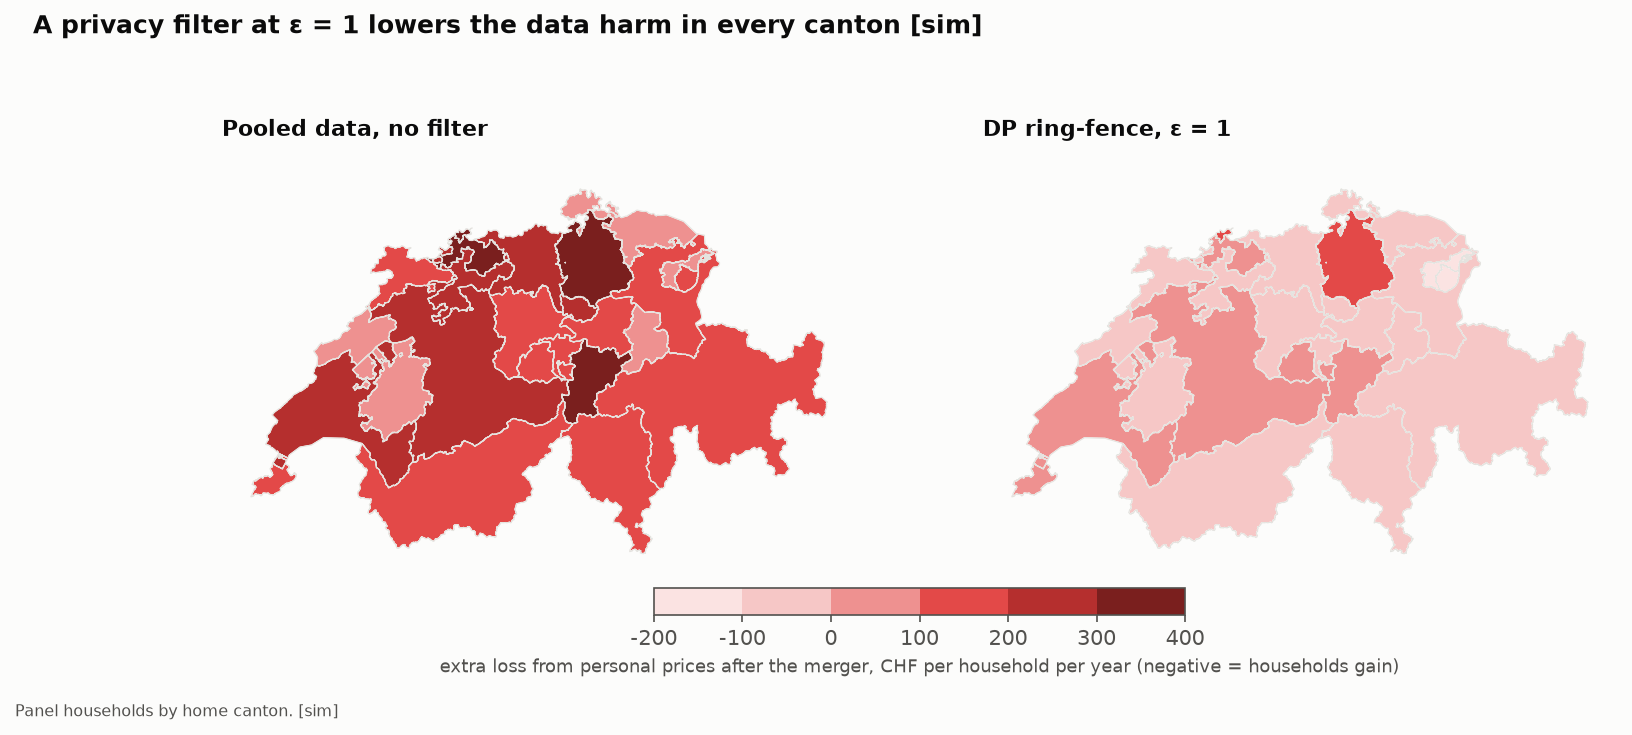 A privacy filter at ε = 1 lowers the data harm in every canton [sim]
Pooled data, no filter
DP ring-fence, ε = 1
-200 -100 0 100 200 300 400
extra loss from personal prices after the merger, CHF per household per year (negative = households gain)
Panel households by home canton. [sim]